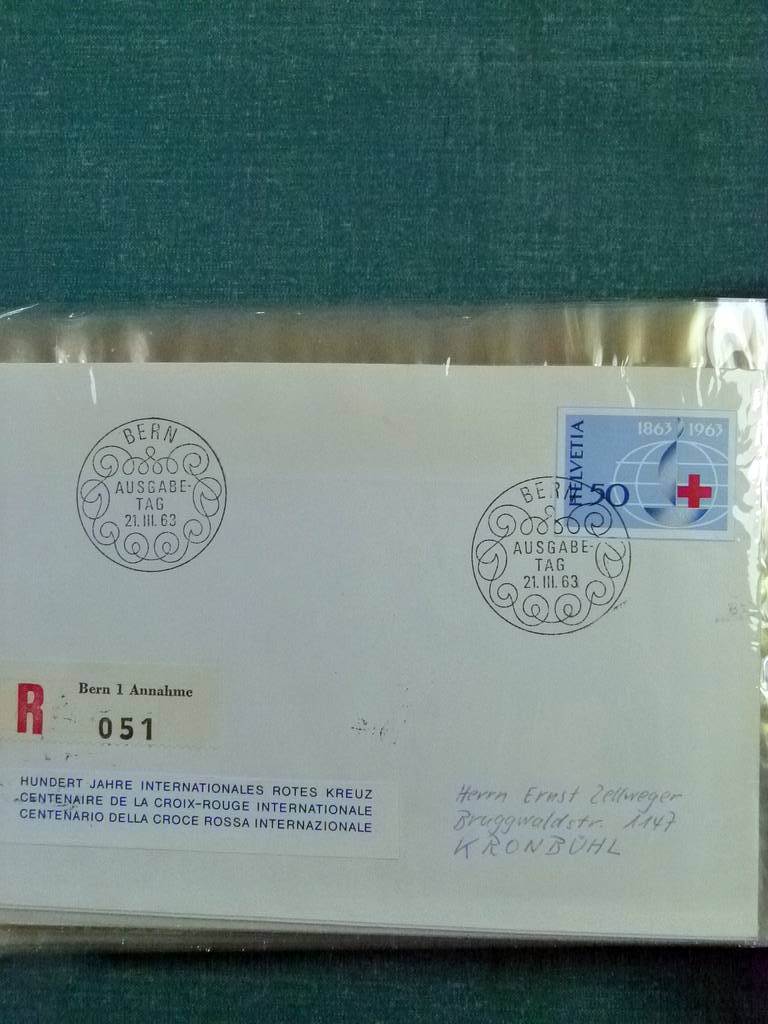 BERN
AUSGABE-
TAG
21. III. 63
1863 1963
HELVETIA
50
BERN
AUSGABE-
TAG
21. III. 63
R
Bern 1 Annahme
051
HUNDERT JAHRE INTERNATIONALES ROTES KREUZ
CENTENAIRE DE LA CROIX-ROUGE INTERNATIONALE
CENTENARIO DELLA CROCE ROSSA INTERNAZIONALE
Herrn Ernst Zellweger
Bruggwaldstr. 1147
KRONBÜHL